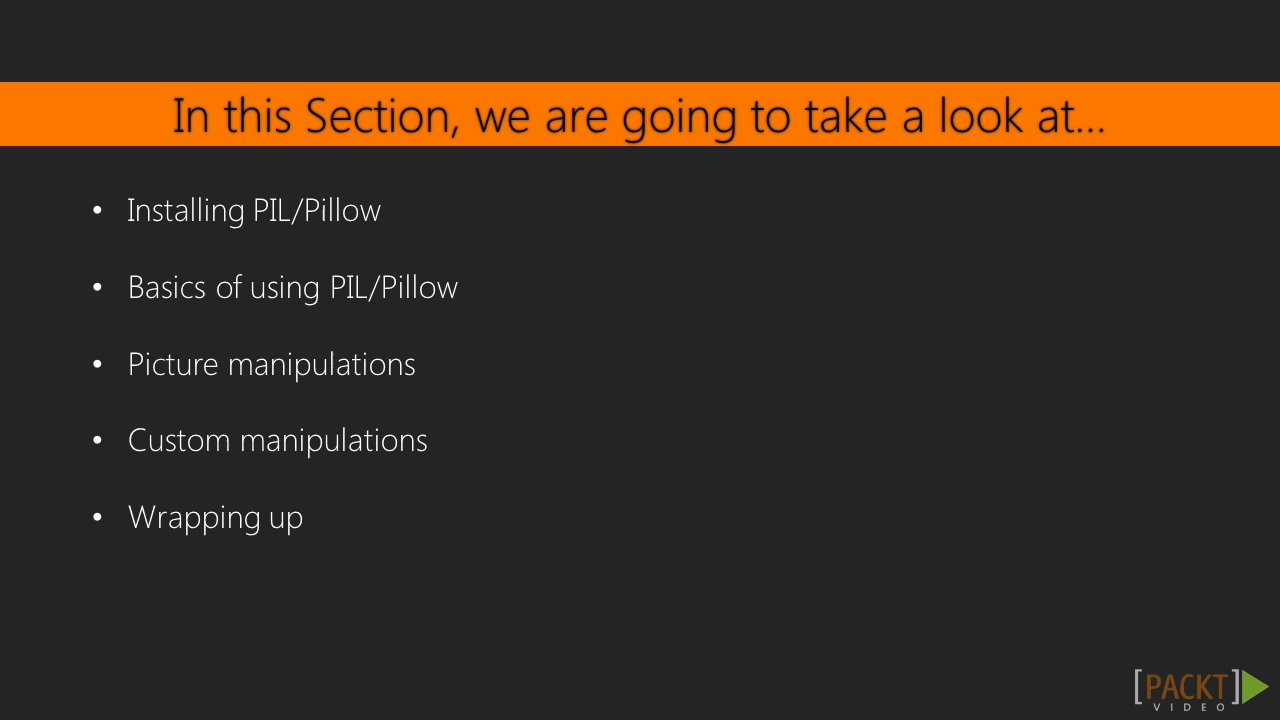 In this Section, we are going to take a look at...
• Installing PIL/Pillow
• Basics of using PIL/Pillow
• Picture manipulations
• Custom manipulations
• Wrapping up
[PACKT]
VIDEO